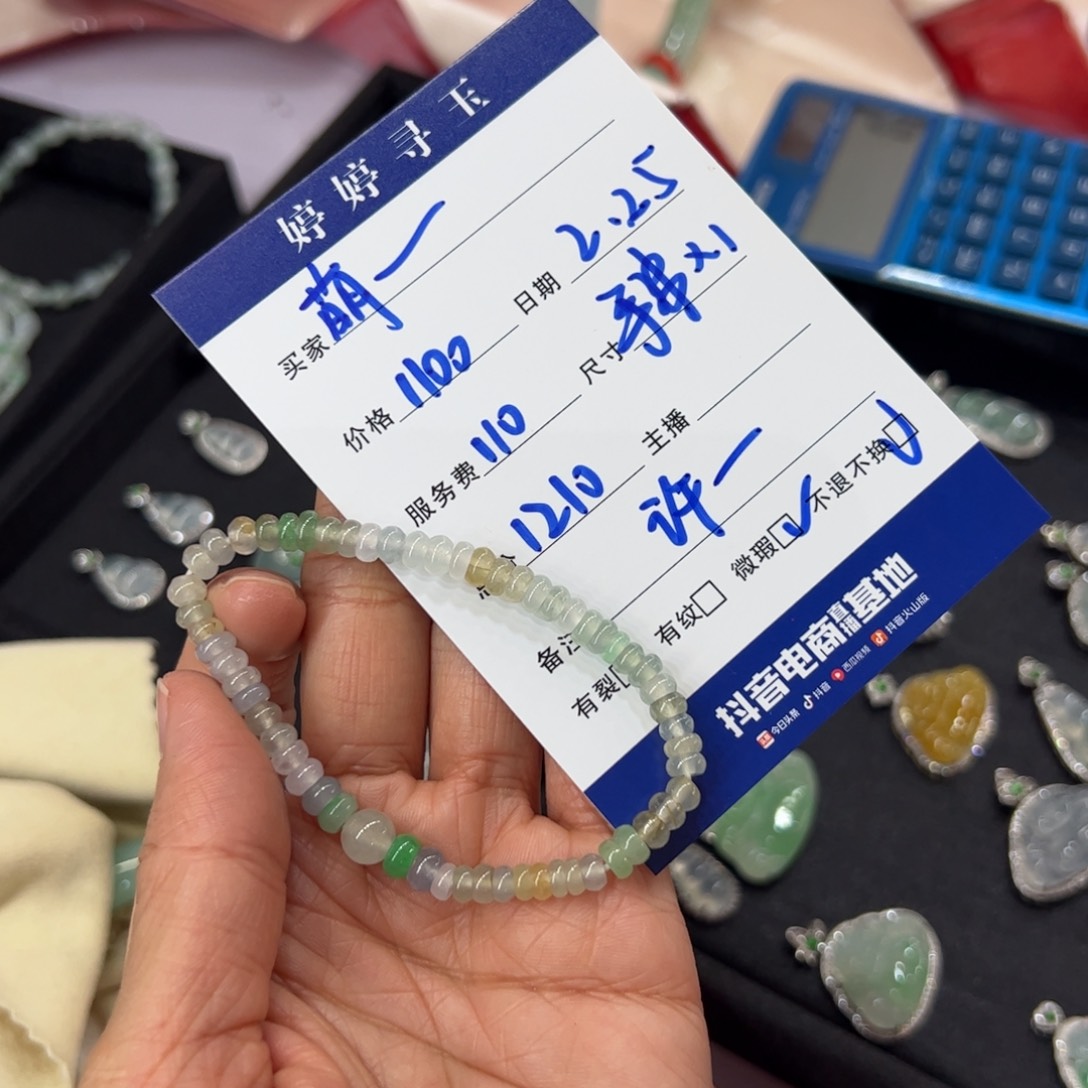 婷婷寻玉
买家 萌一
价格 1100 日期 2.25
服务费 110 尺寸 手串x1
1210 主播
备注 许一
有裂 有纹 微瑕 不退不换
抖音电商直播基地
今日头条 抖音 西瓜视频 抖音火山版